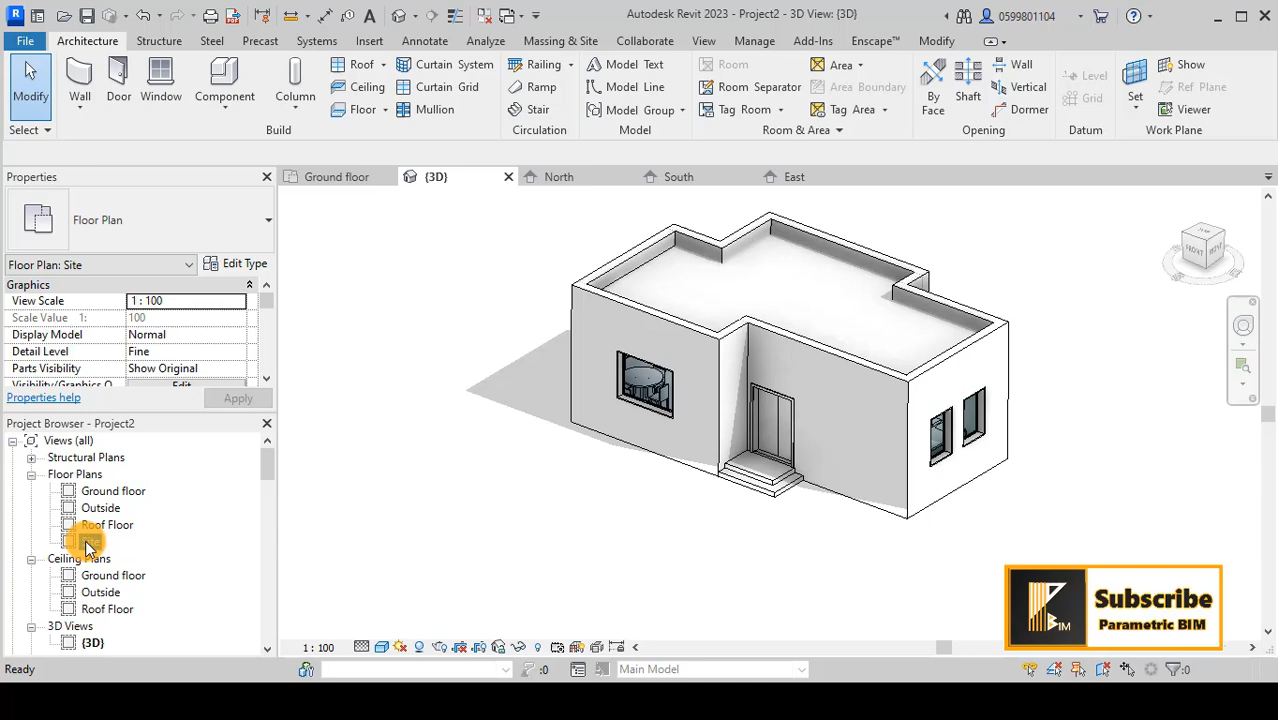 Autodesk Revit 2023 - Project2 - 3D View: {3D}
0599801104
File Architecture Structure Steel Precast Systems Insert Annotate Analyze Massing & Site Collaborate View Manage Add-Ins Enscape™ Modify
Modify
Wall
Door
Window
Component
Column
Roof
Ceiling
Floor
Curtain System
Curtain Grid
Mullion
Railing
Ramp
Stair
Model Text
Model Line
Model Group
Room
Room Separator
Tag Room
Area
Area Boundary
Tag Area
By Face
Shaft
Wall
Vertical
Dormer
Level
Grid
Set
Show
Ref Plane
Viewer
Select Build Circulation Model Room & Area Opening Datum Work Plane
Properties
Ground floor {3D} North South East
Floor Plan
Floor Plan: Site
Edit Type
Graphics
View Scale 1 : 100
Scale Value 1: 100
Display Model Normal
Detail Level Fine
Parts Visibility Show Original
Properties help
Apply
Project Browser - Project2
Views (all)
Structural Plans
Floor Plans
Ground floor
Outside
Roof Floor
Ceiling Plans
Ground floor
Outside
Roof Floor
3D Views
{3D}
TOP
FRONT
RIGHT
BIM
Subscribe
Parametric BIM
1 : 100
Ready
:0
Main Model
:0